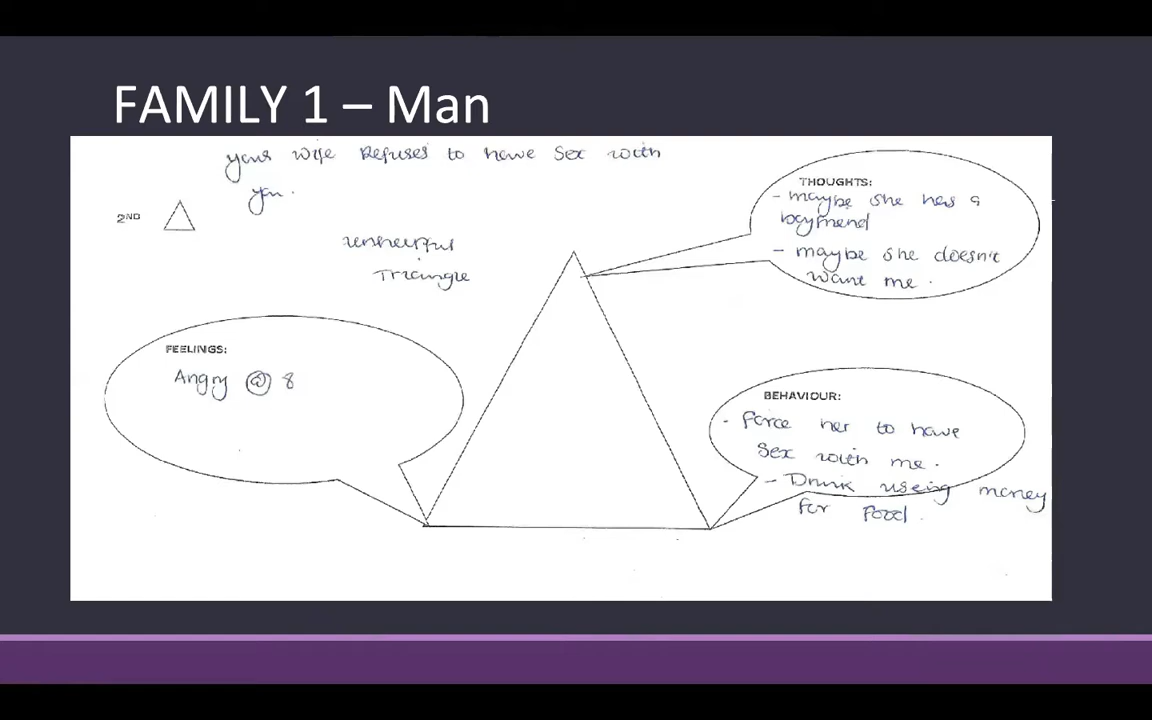 FAMILY 1 – Man
your wife Refuses to have Sex with
you.
2ND
unhelpful
Triangle
THOUGHTS:
- maybe she has a
boyfriend
- maybe she doesn't
want me.
FEELINGS:
Angry @ 8
BEHAVIOUR:
- Force her to have
Sex with me.
- Drink using money
for food.